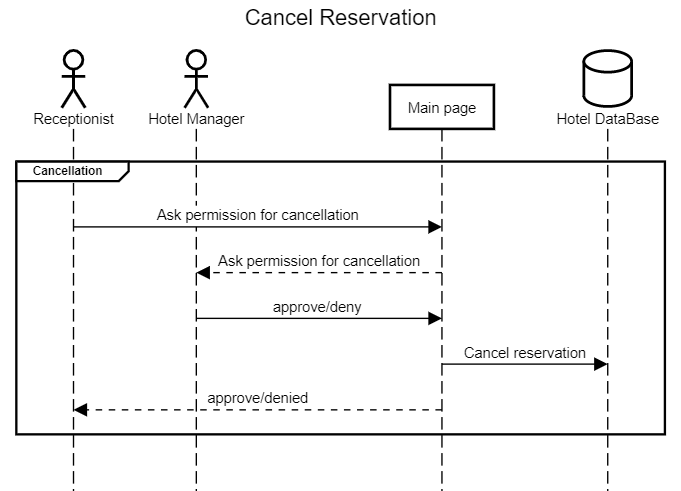 Cancel Reservation
Receptionist
Hotel Manager
Main page
Hotel DataBase
Cancellation
Ask permission for cancellation
Ask permission for cancellation
approve/deny
Cancel reservation
approve/denied